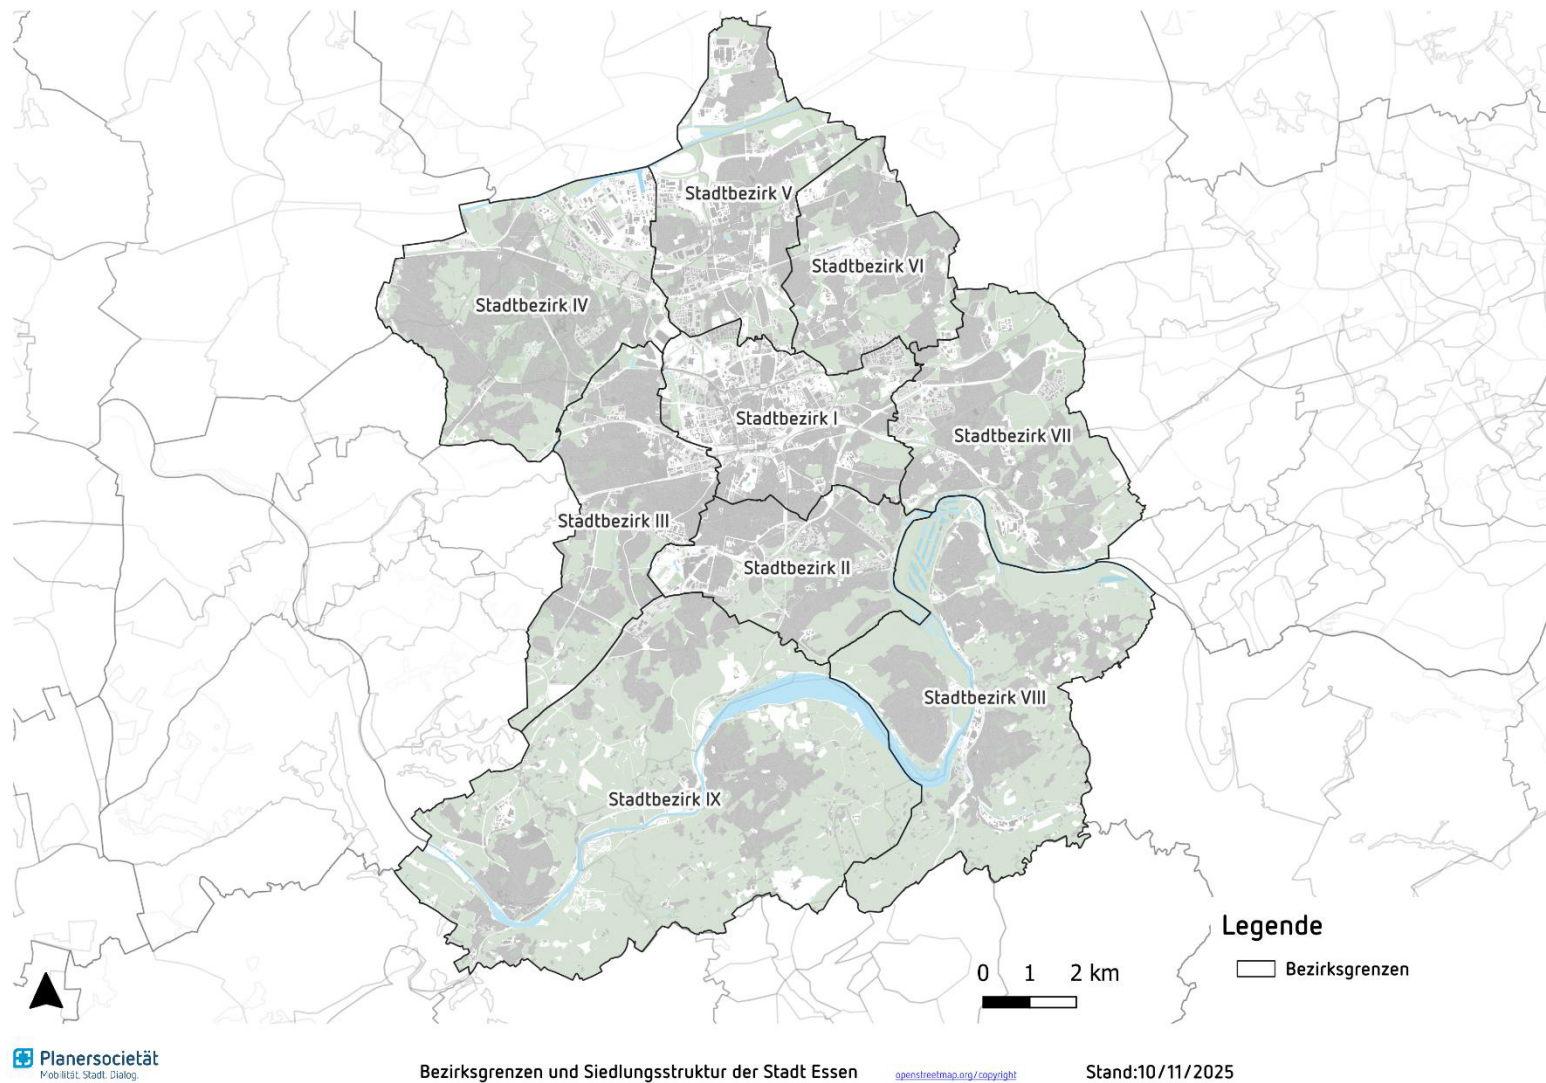 Stadtbezirk V
Stadtbezirk VI
Stadtbezirk IV
Stadtbezirk I
Stadtbezirk VII
Stadtbezirk III
Stadtbezirk II
Stadtbezirk VIII
Stadtbezirk IX
Legende
Bezirksgrenzen
0 1 2 km
Planersocietät
Mobilität. Stadt. Dialog.
Bezirksgrenzen und Siedlungsstruktur der Stadt Essen
openstreetmap.org/copyright
Stand:10/11/2025